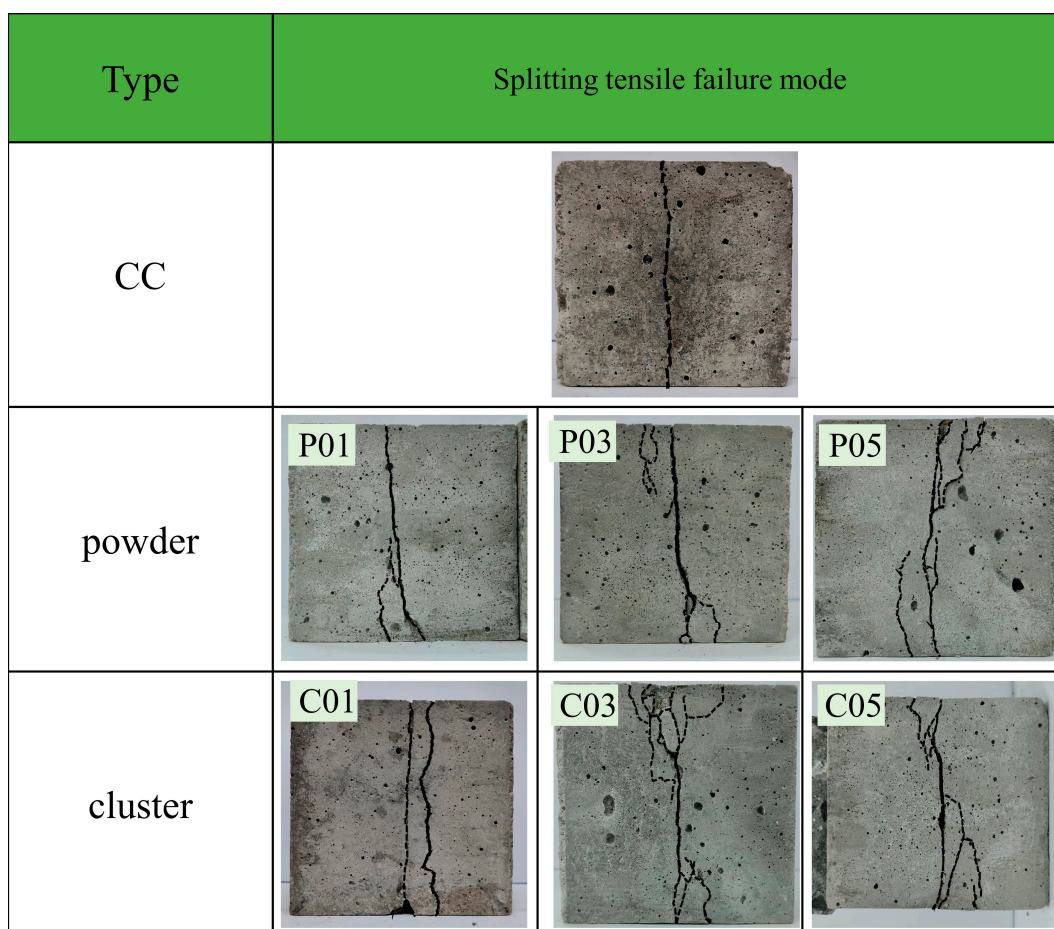 Type
Splitting tensile failure mode
CC
powder
P01
P03
P05
cluster
C01
C03
C05